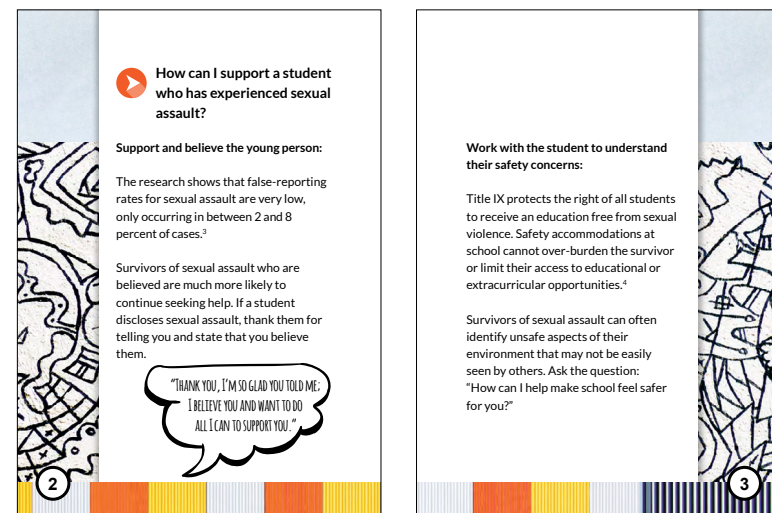 How can I support a student
who has experienced sexual
assault?
Support and believe the young person:
The research shows that false-reporting
rates for sexual assault are very low,
only occurring in between 2 and 8
percent of cases.3
Survivors of sexual assault who are
believed are much more likely to
continue seeking help. If a student
discloses sexual assault, thank them for
telling you and state that you believe
them.
“Thank you, I’m so glad you told me;
I believe you and want to do
all I can to support you.”
2
Work with the student to understand
their safety concerns:
Title IX protects the right of all students
to receive an education free from sexual
violence. Safety accommodations at
school cannot over-burden the survivor
or limit their access to educational or
extracurricular opportunities.4
Survivors of sexual assault can often
identify unsafe aspects of their
environment that may not be easily
seen by others. Ask the question:
“How can I help make school feel safer
for you?”
3